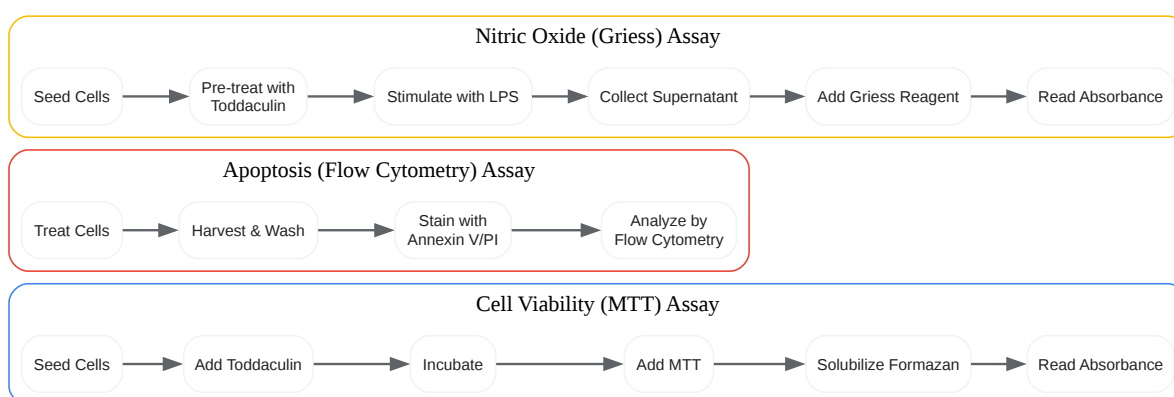 Nitric Oxide (Griess) Assay
Seed Cells
Pre-treat with
Toddaculin
Stimulate with LPS
Collect Supernatant
Add Griess Reagent
Read Absorbance
Apoptosis (Flow Cytometry) Assay
Treat Cells
Harvest & Wash
Stain with
Annexin V/PI
Analyze by
Flow Cytometry
Cell Viability (MTT) Assay
Seed Cells
Add Toddaculin
Incubate
Add MTT
Solubilize Formazan
Read Absorbance